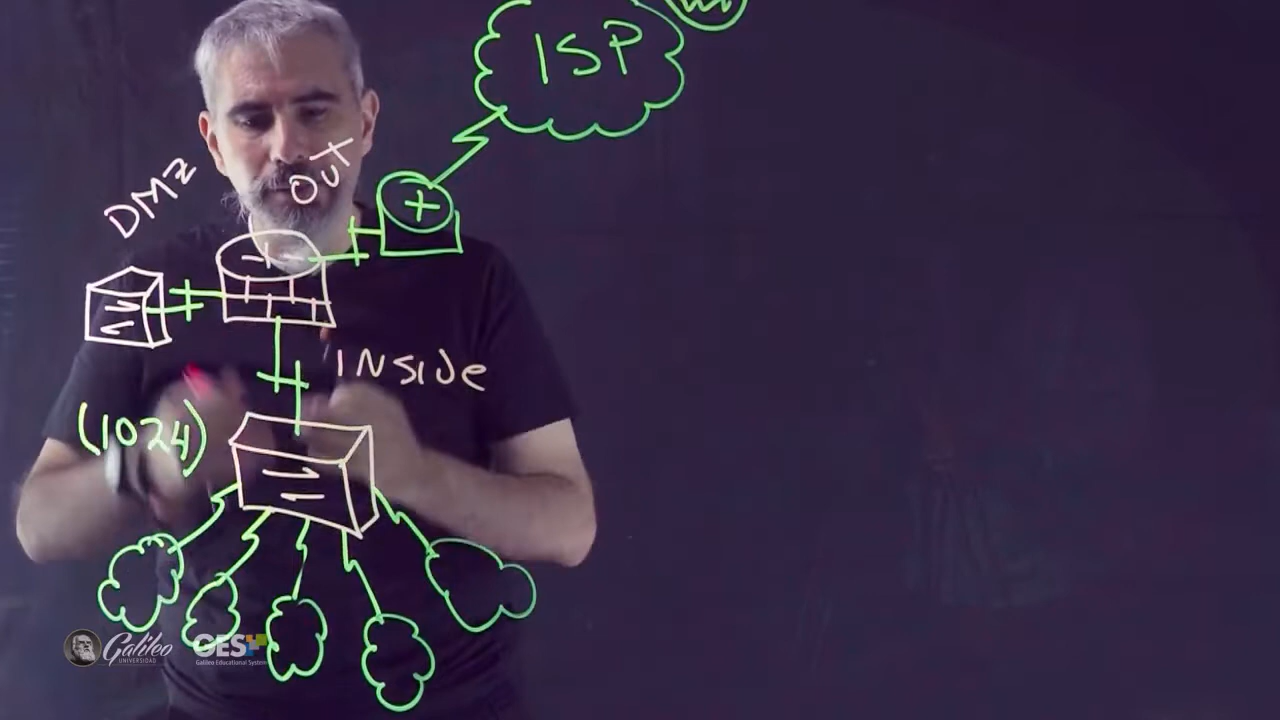 ISP
OUT
DMZ
INSIDE
(1024)
Galileo
UNIVERSIDAD
GES
Galileo Educational System